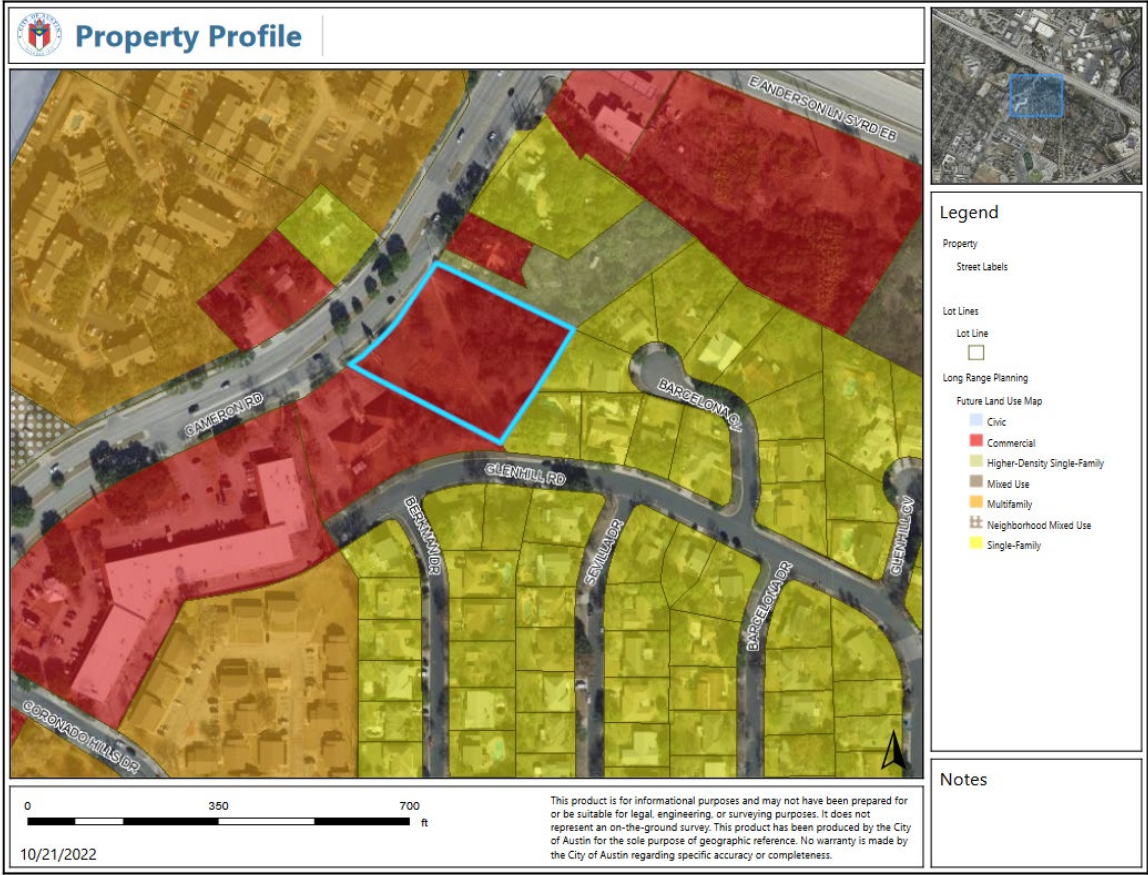 CITY OF AUSTIN
Property Profile
E ANDERSON LN SVRD EB
CAMERON RD
BARCELONA CV
GLENHILL RD
BERKMAN DR
SEVILLA DR
GLENHILL CV
BARCELONA DR
CORONADO HILLS DR
Legend
Property
Street Labels
Lot Lines
Lot Line
Long Range Planning
Future Land Use Map
Civic
Commercial
Higher-Density Single-Family
Mixed Use
Multifamily
Neighborhood Mixed Use
Single-Family
Notes
0 350 700
ft
10/21/2022
This product is for informational purposes and may not have been prepared for
or be suitable for legal, engineering, or surveying purposes. It does not
represent an on-the-ground survey. This product has been produced by the City
of Austin for the sole purpose of geographic reference. No warranty is made by
the City of Austin regarding specific accuracy or completeness.